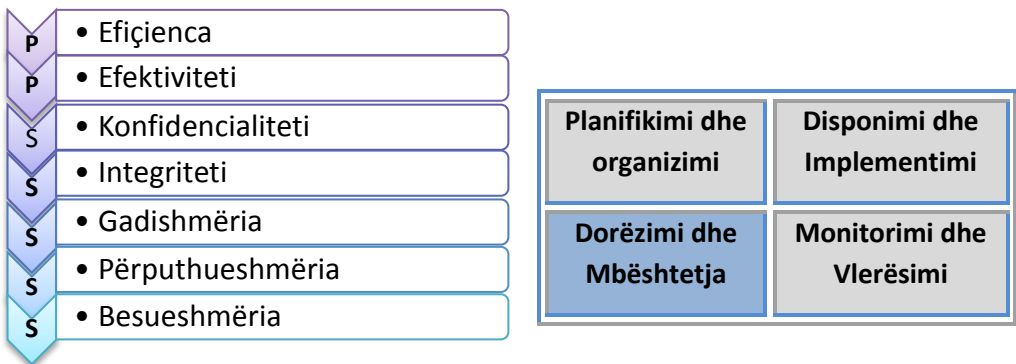 P • Efiçienca
P • Efektiviteti
S • Konfidencialiteti
S • Integriteti
S • Gadishmëria
S • Përputhueshmëria
S • Besueshmëria
Planifikimi dhe
organizimi
Disponimi dhe
Implementimi
Dorëzimi dhe
Mbështetja
Monitorimi dhe
Vlerësimi